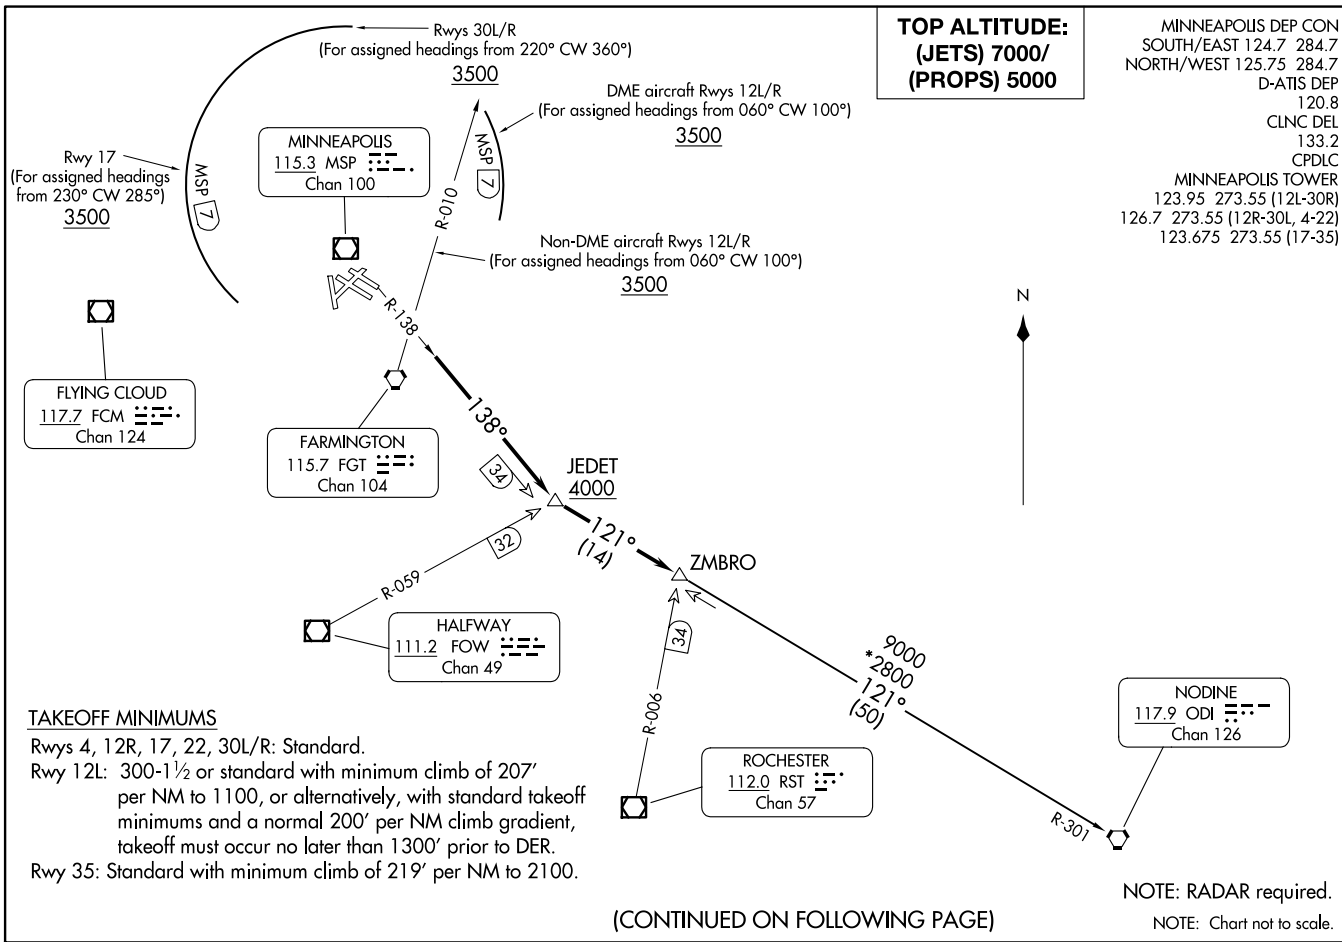 Rwys 30L/R
(For assigned headings from 220° CW 360°)
3500
TOP ALTITUDE:
(JETS) 7000/
(PROPS) 5000
MINNEAPOLIS DEP CON
SOUTH/EAST 124.7 284.7
NORTH/WEST 125.75 284.7
D-ATIS DEP
120.8
CLNC DEL
133.2
CPDLC
MINNEAPOLIS TOWER
123.95 273.55 (12L-30R)
126.7 273.55 (12R-30L, 4-22)
123.675 273.55 (17-35)
DME aircraft Rwys 12L/R
(For assigned headings from 060° CW 100°)
3500
Rwy 17
(For assigned headings
from 230° CW 285°)
3500
MSP 7
MINNEAPOLIS
115.3 MSP
Chan 100
MSP 7
R-010
Non-DME aircraft Rwys 12L/R
(For assigned headings from 060° CW 100°)
3500
N
R-138
FLYING CLOUD
117.7 FCM
Chan 124
FARMINGTON
115.7 FGT
Chan 104
138°
34
JEDET
4000
121°
(14)
32
R-059
ZMBRO
HALFWAY
111.2 FOW
Chan 49
34
R-006
9000
*2800
121°
(50)
NODINE
117.9 ODI
Chan 126
ROCHESTER
112.0 RST
Chan 57
R-301
TAKEOFF MINIMUMS
Rwys 4, 12R, 17, 22, 30L/R: Standard.
Rwy 12L: 300-1½ or standard with minimum climb of 207'
per NM to 1100, or alternatively, with standard takeoff
minimums and a normal 200' per NM climb gradient,
takeoff must occur no later than 1300' prior to DER.
Rwy 35: Standard with minimum climb of 219' per NM to 2100.
NOTE: RADAR required.
(CONTINUED ON FOLLOWING PAGE)
NOTE: Chart not to scale.